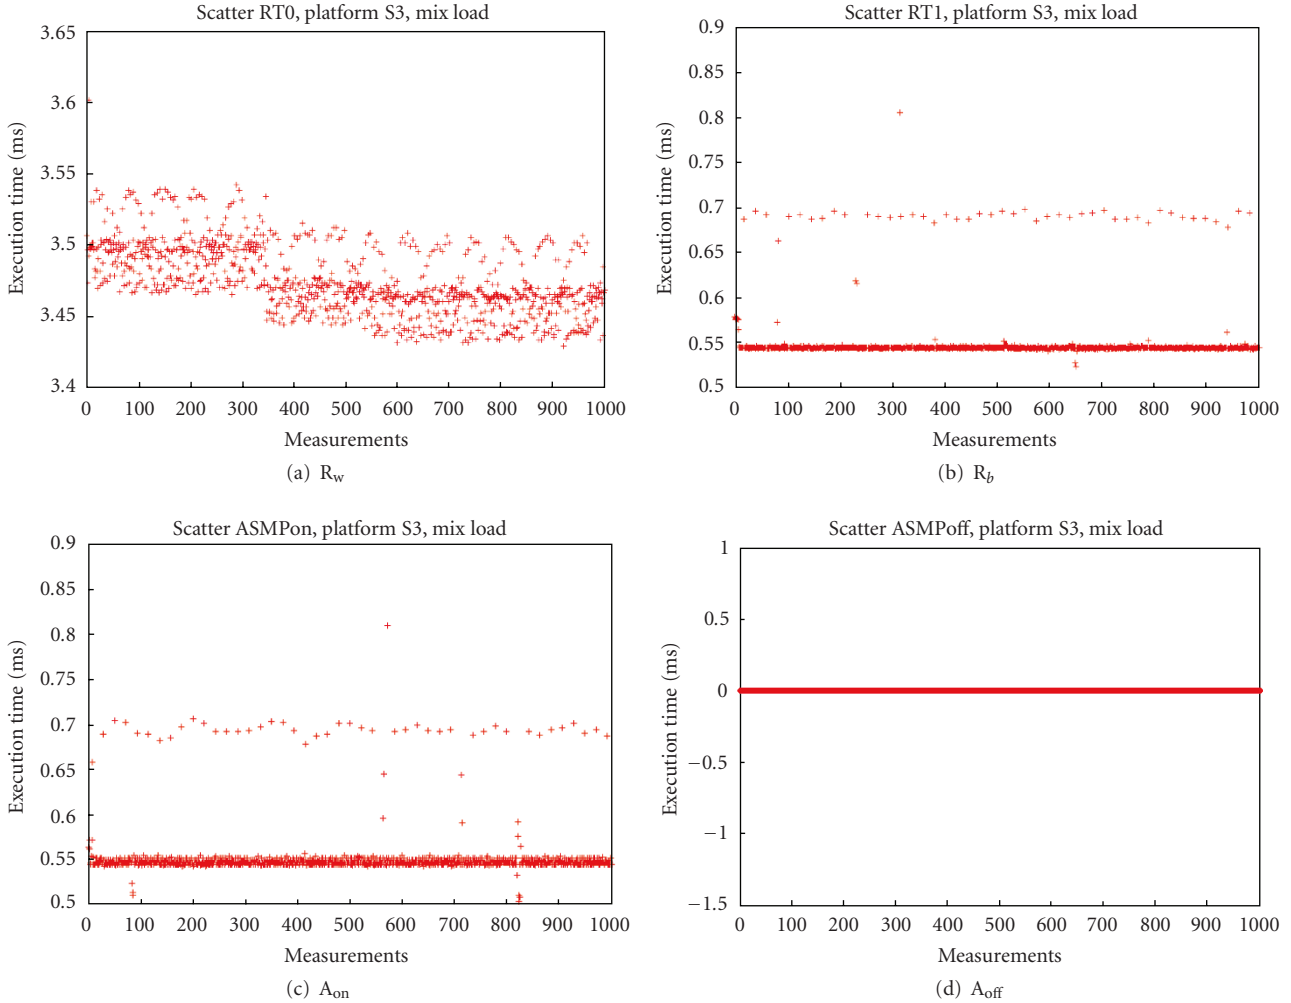 Scatter RT0, platform S3, mix load
3.65
3.6
3.55
3.5
3.45
3.4
0 100 200 300 400 500 600 700 800 900 1000
Execution time (ms)
Measurements
(a) Rw
Scatter RT1, platform S3, mix load
0.9
0.85
0.8
0.75
0.7
0.65
0.6
0.55
0.5
0 100 200 300 400 500 600 700 800 900 1000
Execution time (ms)
Measurements
(b) Rb
Scatter ASMPon, platform S3, mix load
0.9
0.85
0.8
0.75
0.7
0.65
0.6
0.55
0.5
0 100 200 300 400 500 600 700 800 900 1000
Execution time (ms)
Measurements
(c) Aon
Scatter ASMPoff, platform S3, mix load
1
0.5
0
−0.5
−1
−1.5
0 200 400 600 800 1000
Execution time (ms)
Measurements
(d) Aoff